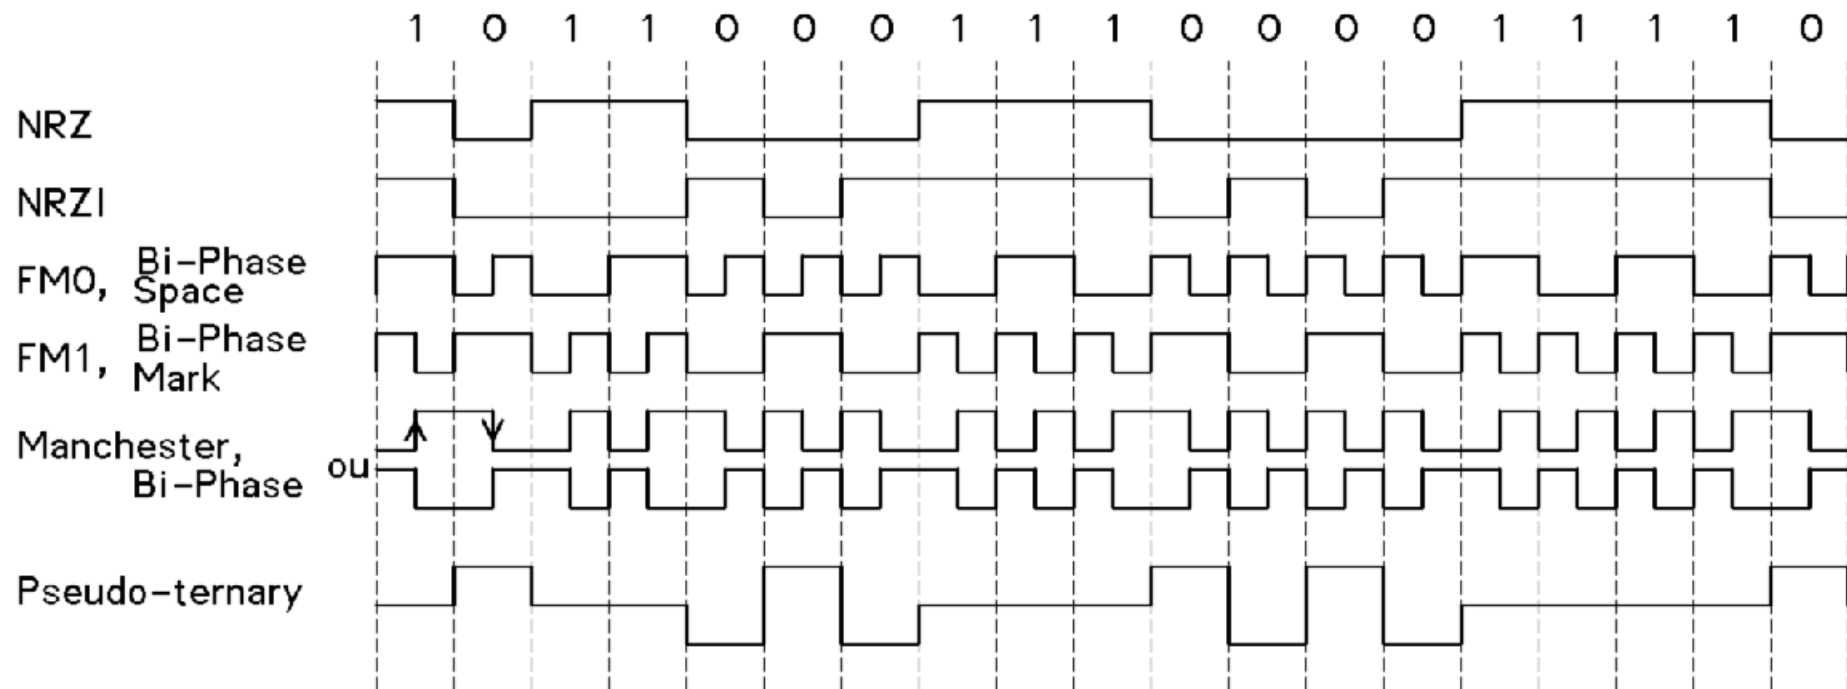 1 0 1 1 0 0 0 1 1 1 0 0 0 0 1 1 1 1 0
NRZ
NRZI
FM0, Bi-Phase
Space
FM1, Bi-Phase
Mark
Manchester,
Bi-Phase
ou
Pseudo-ternary